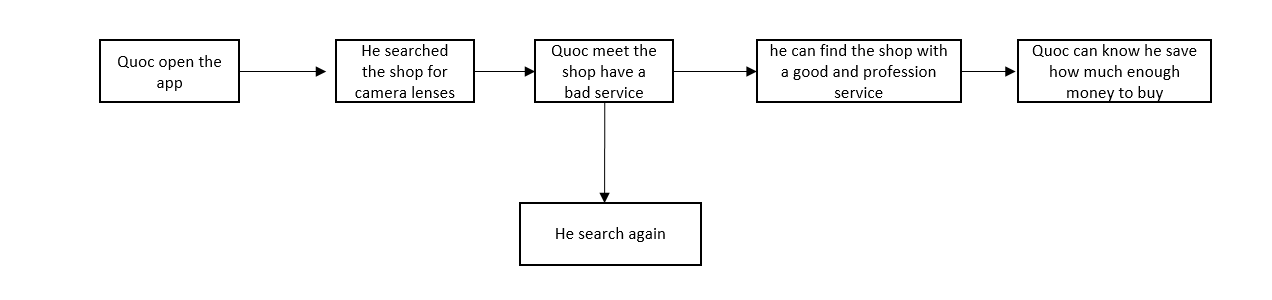 Quoc open the
app
He searched
the shop for
camera lenses
Quoc meet the
shop have a
bad service
he can find the shop with
a good and profession
service
Quoc can know he save
how much enough
money to buy
He search again